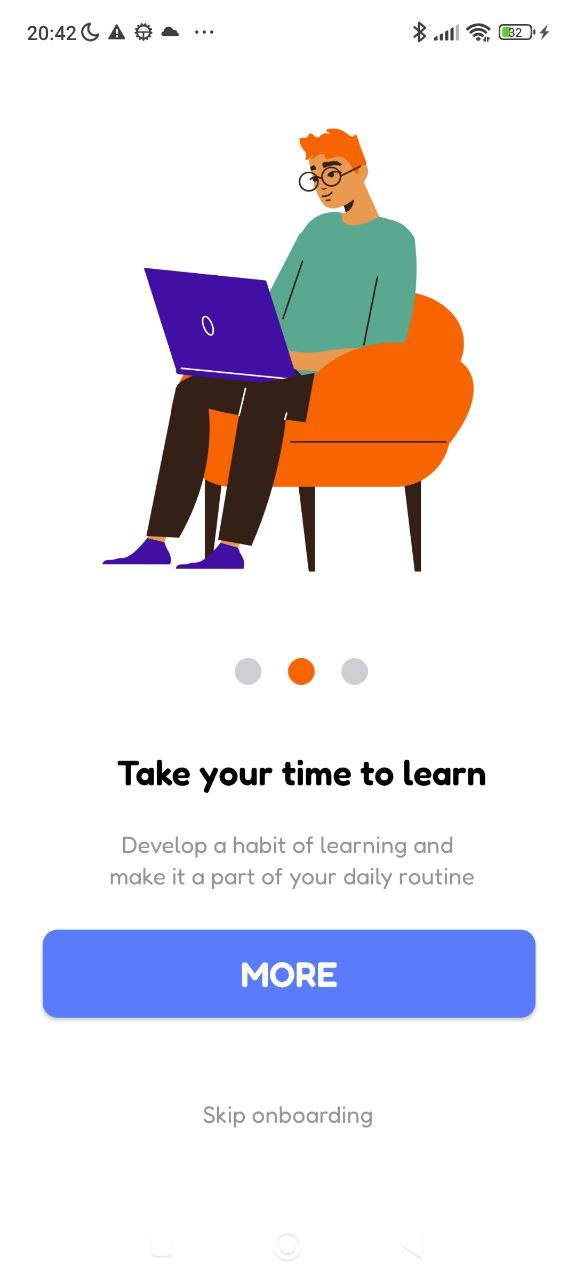 20:42
32
Take your time to learn
Develop a habit of learning and
make it a part of your daily routine
MORE
Skip onboarding